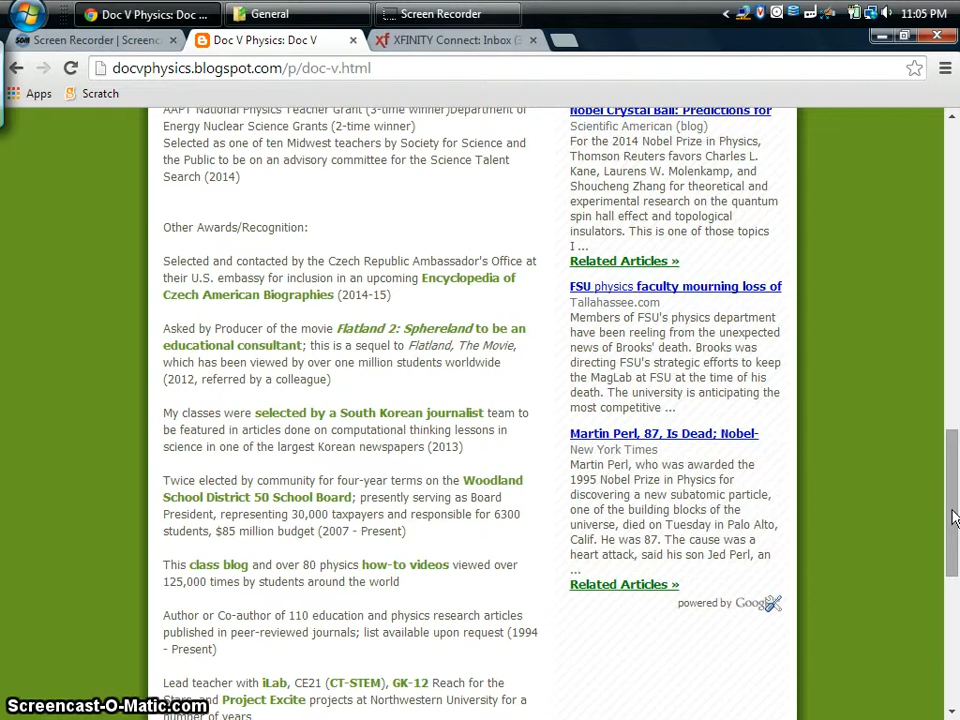 Doc V Physics: Doc ...
General
Screen Recorder
11:05 PM
Screen Recorder | Screenc
Doc V Physics: Doc V
XFINITY Connect: Inbox (3
docvphysics.blogspot.com/p/doc-v.html
Apps
Scratch
AAPT National Physics Teacher Grant (3-time winner)Department of
Energy Nuclear Science Grants (2-time winner)
Selected as one of ten Midwest teachers by Society for Science and
the Public to be on an advisory committee for the Science Talent
Search (2014)
Other Awards/Recognition:
Selected and contacted by the Czech Republic Ambassador's Office at
their U.S. embassy for inclusion in an upcoming Encyclopedia of
Czech American Biographies (2014-15)
Asked by Producer of the movie Flatland 2: Sphereland to be an
educational consultant; this is a sequel to Flatland, The Movie,
which has been viewed by over one million students worldwide
(2012, referred by a colleague)
My classes were selected by a South Korean journalist team to
be featured in articles done on computational thinking lessons in
science in one of the largest Korean newspapers (2013)
Twice elected by community for four-year terms on the Woodland
School District 50 School Board; presently serving as Board
President, representing 30,000 taxpayers and responsible for 6300
students, $85 million budget (2007 - Present)
This class blog and over 80 physics how-to videos viewed over
125,000 times by students around the world
Author or Co-author of 110 education and physics research articles
published in peer-reviewed journals; list available upon request (1994
- Present)
Lead teacher with iLab, CE21 (CT-STEM), GK-12 Reach for the
Stars, and Project Excite projects at Northwestern University for a
number of years
Nobel Crystal Ball: Predictions for
Scientific American (blog)
For the 2014 Nobel Prize in Physics,
Thomson Reuters favors Charles L.
Kane, Laurens W. Molenkamp, and
Shoucheng Zhang for theoretical and
experimental research on the quantum
spin hall effect and topological
insulators. This is one of those topics
I ...
Related Articles »
FSU physics faculty mourning loss of
Tallahassee.com
Members of FSU's physics department
have been reeling from the unexpected
news of Brooks' death. Brooks was
directing FSU's strategic efforts to keep
the MagLab at FSU at the time of his
death. The university is anticipating the
most competitive ...
Martin Perl, 87, Is Dead; Nobel-
New York Times
Martin Perl, who was awarded the
1995 Nobel Prize in Physics for
discovering a new subatomic particle,
one of the building blocks of the
universe, died on Tuesday in Palo Alto,
Calif. He was 87. The cause was a
heart attack, said his son Jed Perl, an
...
Related Articles »
powered by Google
Screencast-O-Matic.com